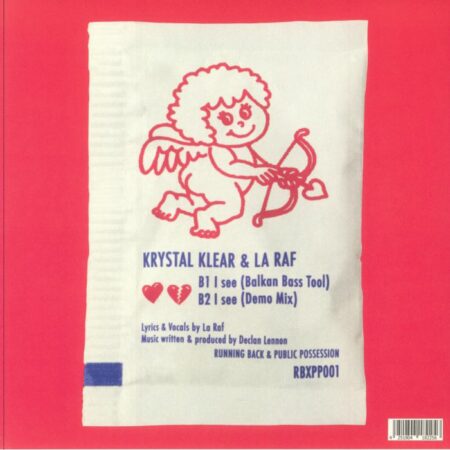 KRYSTAL KLEAR & LA RAF
B1 I see (Balkan Bass Tool)
B2 I see (Demo Mix)
Lyrics & Vocals by La Raf
Music written & produced by Declan Lennon
RUNNING BACK & PUBLIC POSSESSION
RBXPP001